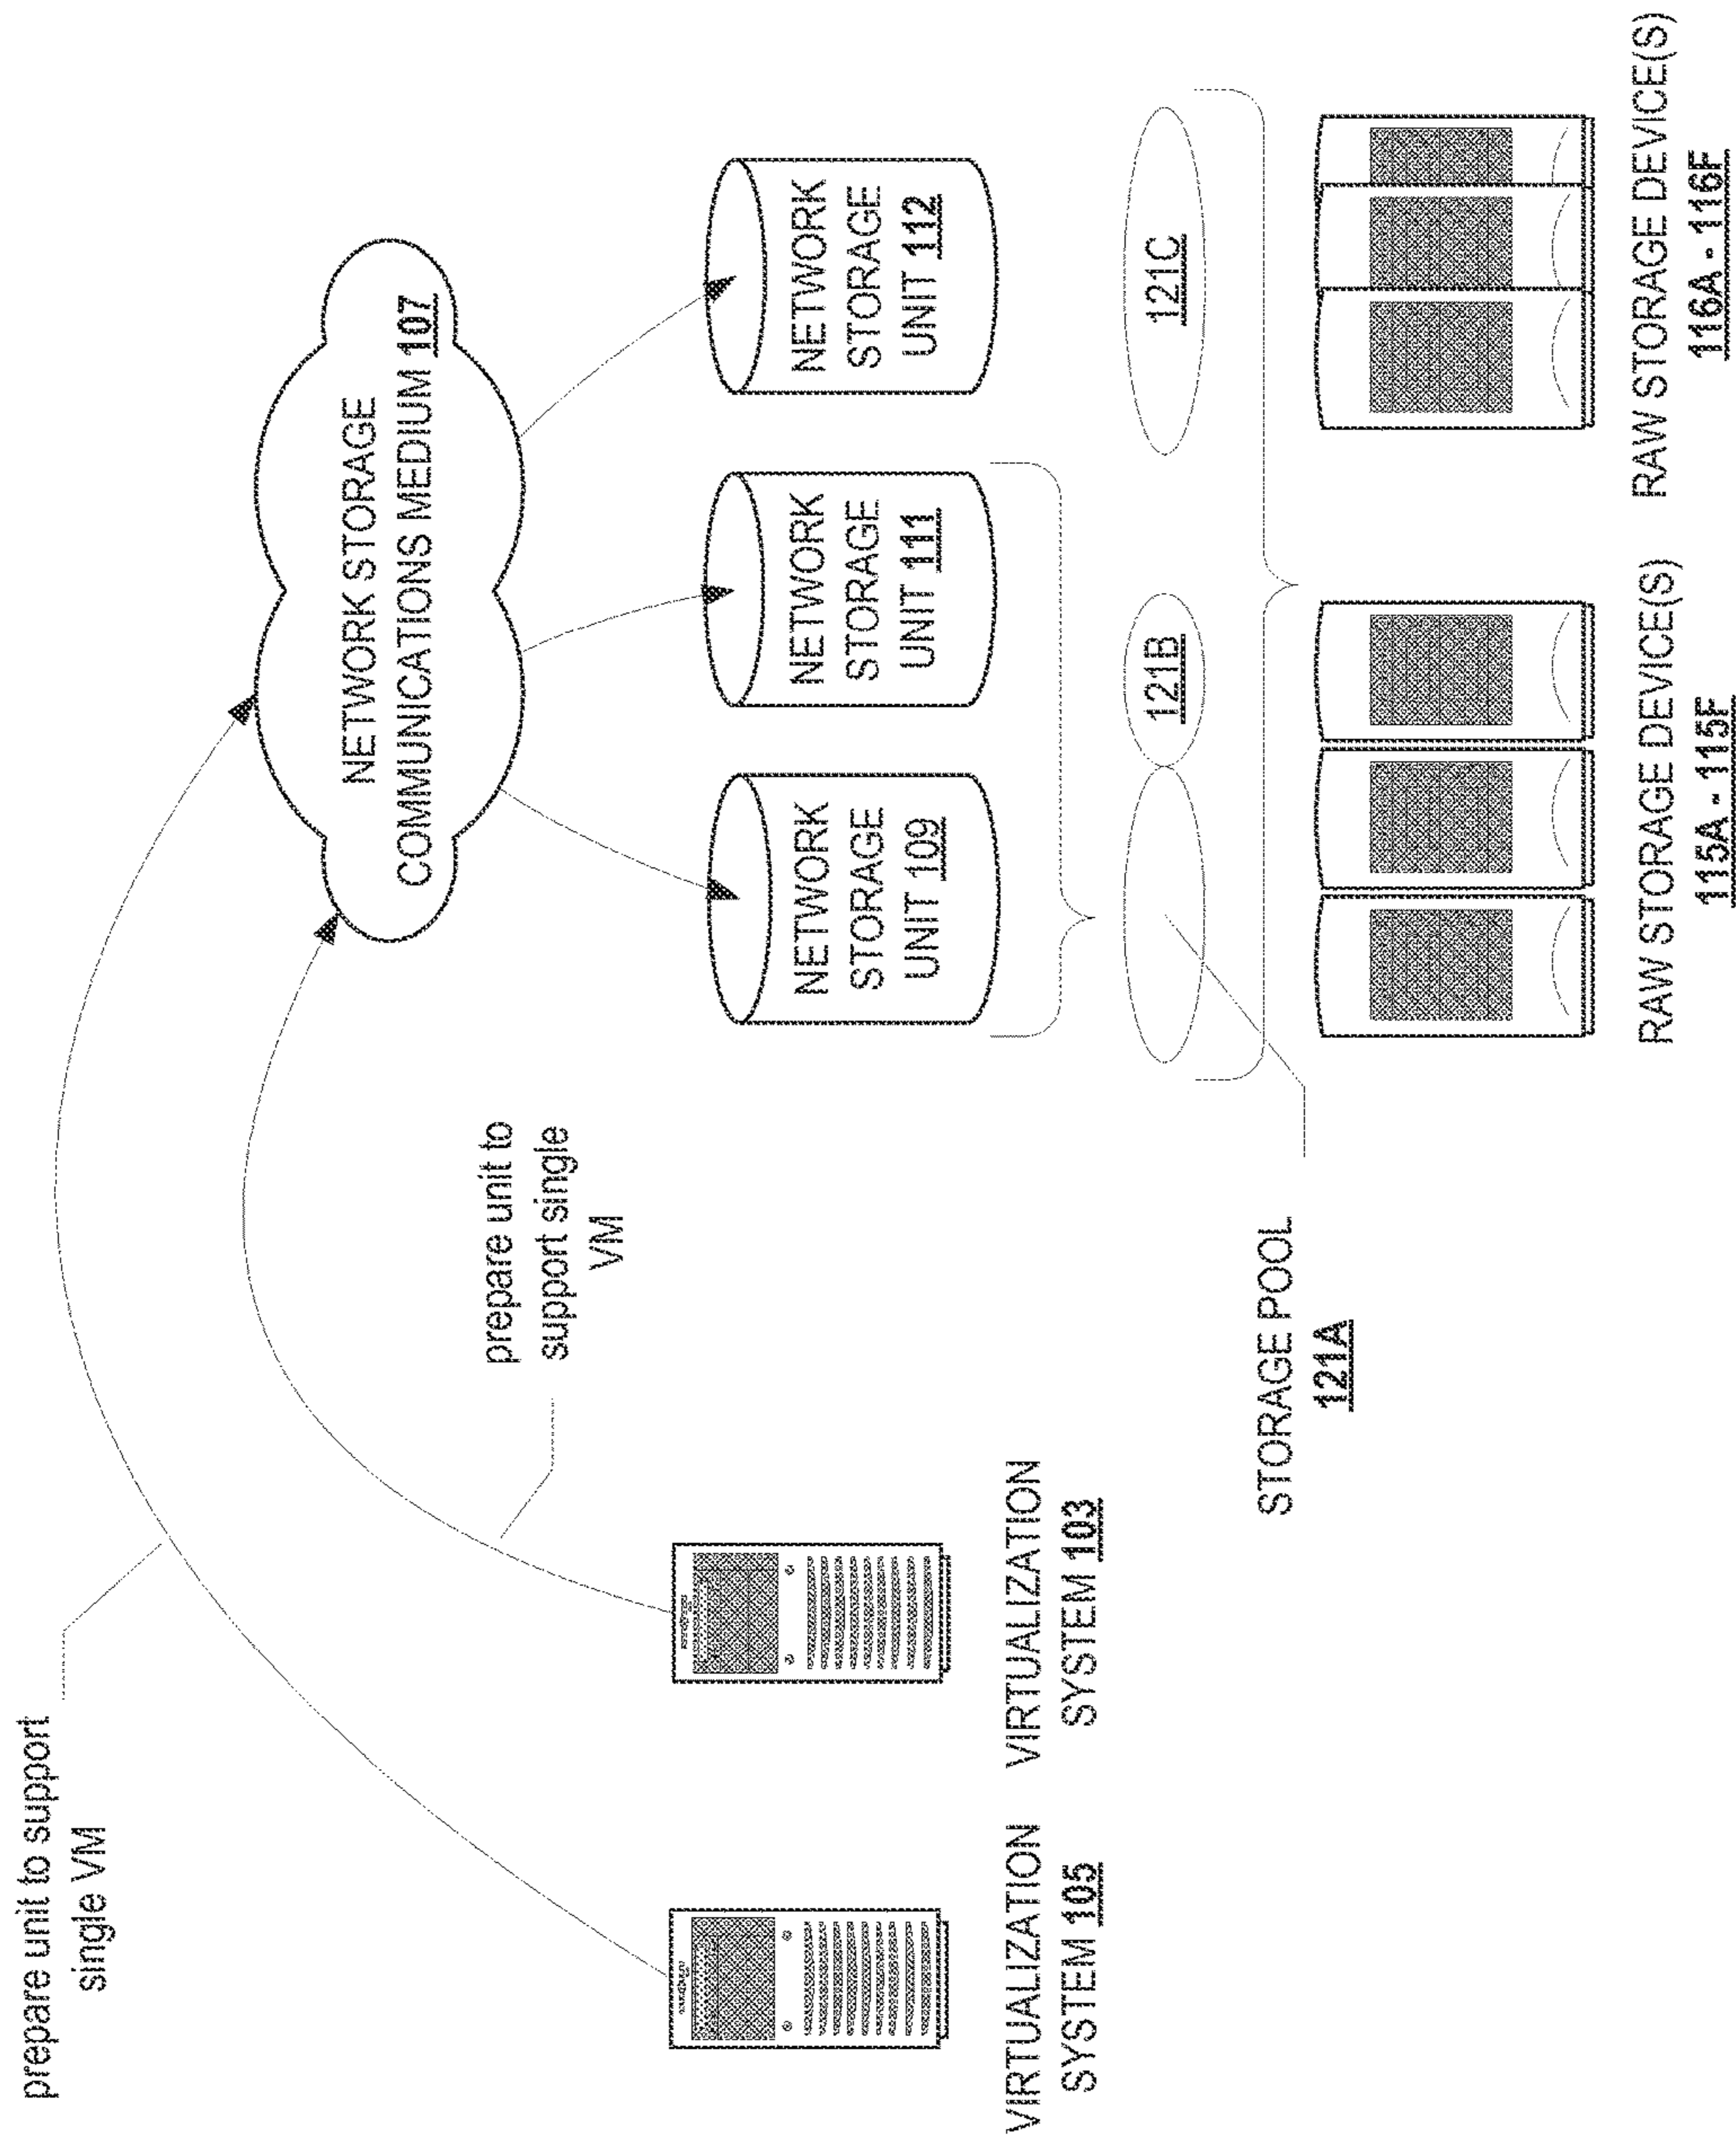 prepare unit to support
single VM
prepare unit to
support single
VM
NETWORK STORAGE
COMMUNICATIONS MEDIUM 107
VIRTUALIZATION
SYSTEM 105
VIRTUALIZATION
SYSTEM 103
NETWORK
STORAGE
UNIT 109
NETWORK
STORAGE
UNIT 111
NETWORK
STORAGE
UNIT 112
121B
121C
STORAGE POOL
121A
RAW STORAGE DEVICE(S)
115A - 115F
RAW STORAGE DEVICE(S)
116A - 116F